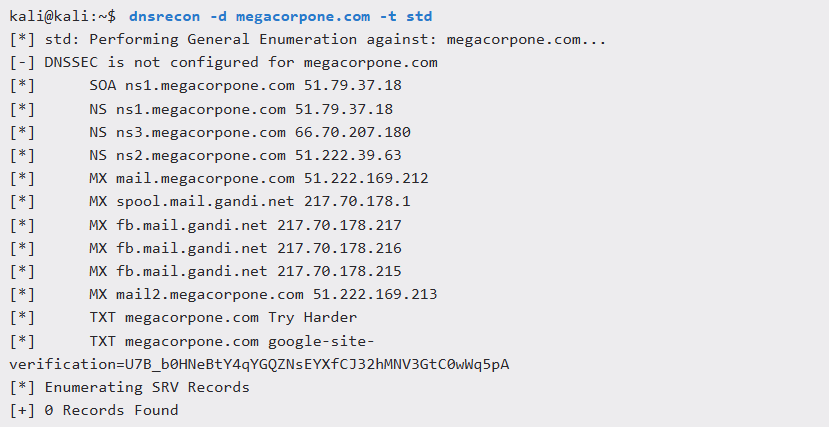 kali@kali:~$ dnsrecon -d megacorpone.com -t std
[*] std: Performing General Enumeration against: megacorpone.com...
[-] DNSSEC is not configured for megacorpone.com
[*] SOA ns1.megacorpone.com 51.79.37.18
[*] NS ns1.megacorpone.com 51.79.37.18
[*] NS ns3.megacorpone.com 66.70.207.180
[*] NS ns2.megacorpone.com 51.222.39.63
[*] MX mail.megacorpone.com 51.222.169.212
[*] MX spool.mail.gandi.net 217.70.178.1
[*] MX fb.mail.gandi.net 217.70.178.217
[*] MX fb.mail.gandi.net 217.70.178.216
[*] MX fb.mail.gandi.net 217.70.178.215
[*] MX mail2.megacorpone.com 51.222.169.213
[*] TXT megacorpone.com Try Harder
[*] TXT megacorpone.com google-site-
verification=U7B_b0HNeBtY4qYGQZNsEYXfCJ32hMNV3GtC0wWq5pA
[*] Enumerating SRV Records
[+] 0 Records Found